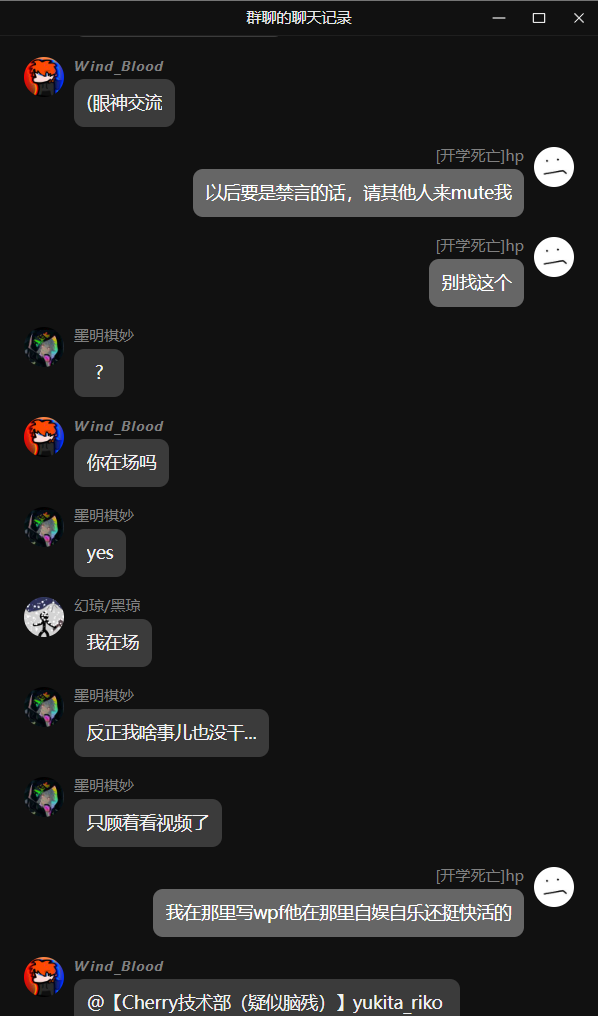 群聊的聊天记录
Wind_Blood
(眼神交流
[开学死亡]hp
以后要是禁言的话，请其他人来mute我
[开学死亡]hp
别找这个
墨明棋妙
?
Wind_Blood
你在场吗
墨明棋妙
yes
幻琼/黑琼
我在场
墨明棋妙
反正我啥事儿也没干...
墨明棋妙
只顾着看视频了
[开学死亡]hp
我在那里写wpf他在那里自娱自乐还挺快活的
Wind_Blood
@【Cherry技术部（疑似脑残）】yukita_riko